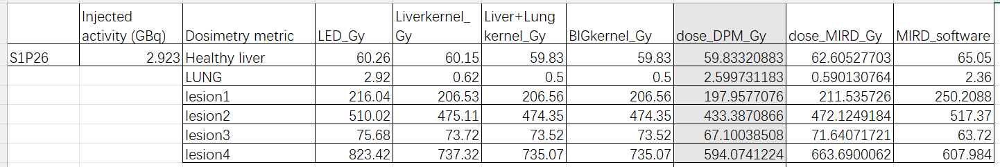 Injected activity (GBq) Dosimetry metric LED_Gy Liverkernel_Gy Liver+Lung kernel_Gy BIGkernel_Gy dose_DPM_Gy dose_MIRD_Gy MIRD_software
S1P26 2.923 Healthy liver 60.26 60.15 59.83 59.83 59.83320883 62.60527703 65.05
LUNG 2.92 0.62 0.5 0.5 2.599731183 0.590130764 2.36
lesion1 216.04 206.53 206.56 206.56 197.9577076 211.535726 250.2088
lesion2 510.02 475.11 474.35 474.35 433.3870866 472.1249184 517.37
lesion3 75.68 73.72 73.52 73.52 67.10038508 71.64071721 63.72
lesion4 823.42 737.32 735.07 735.07 594.0741224 663.6900062 607.984